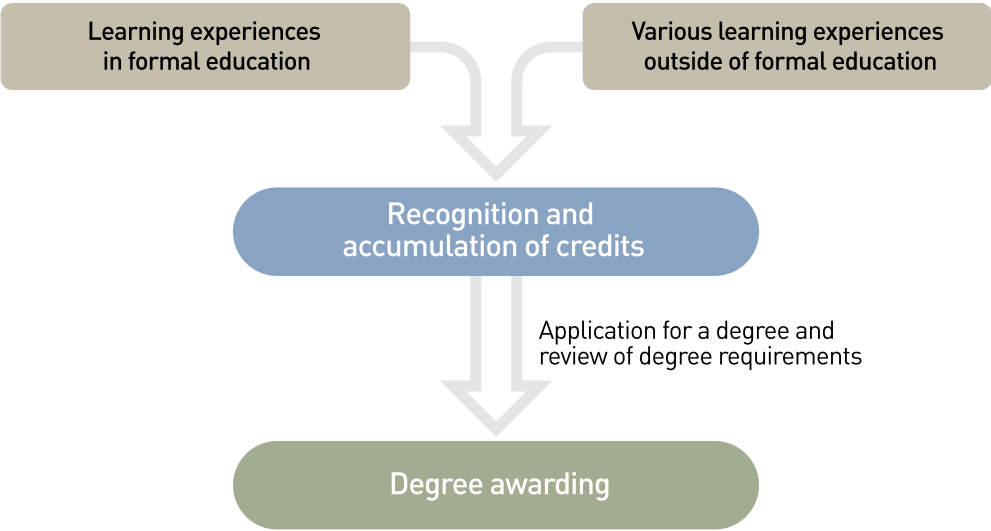 Learning experiences
in formal education
Various learning experiences
outside of formal education
Recognition and
accumulation of credits
Application for a degree and
review of degree requirements
Degree awarding